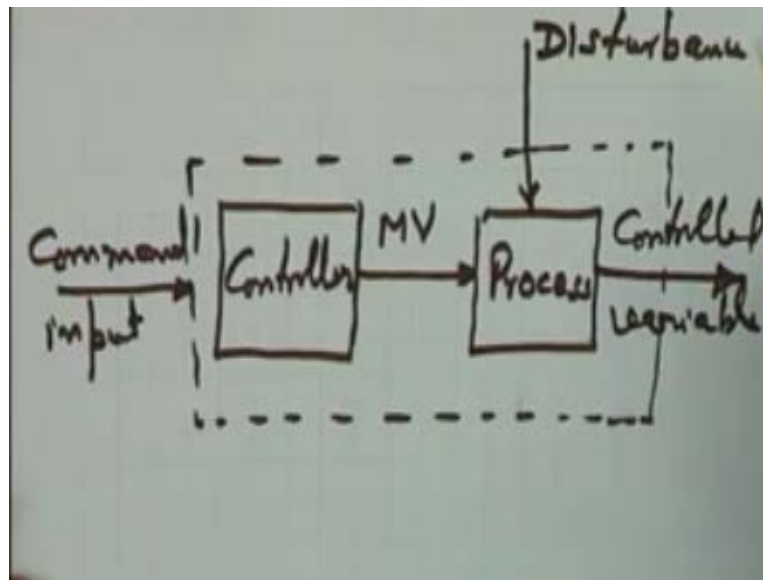 Disturbance
Command
input
Controller
MV
Process
Controlled
variable